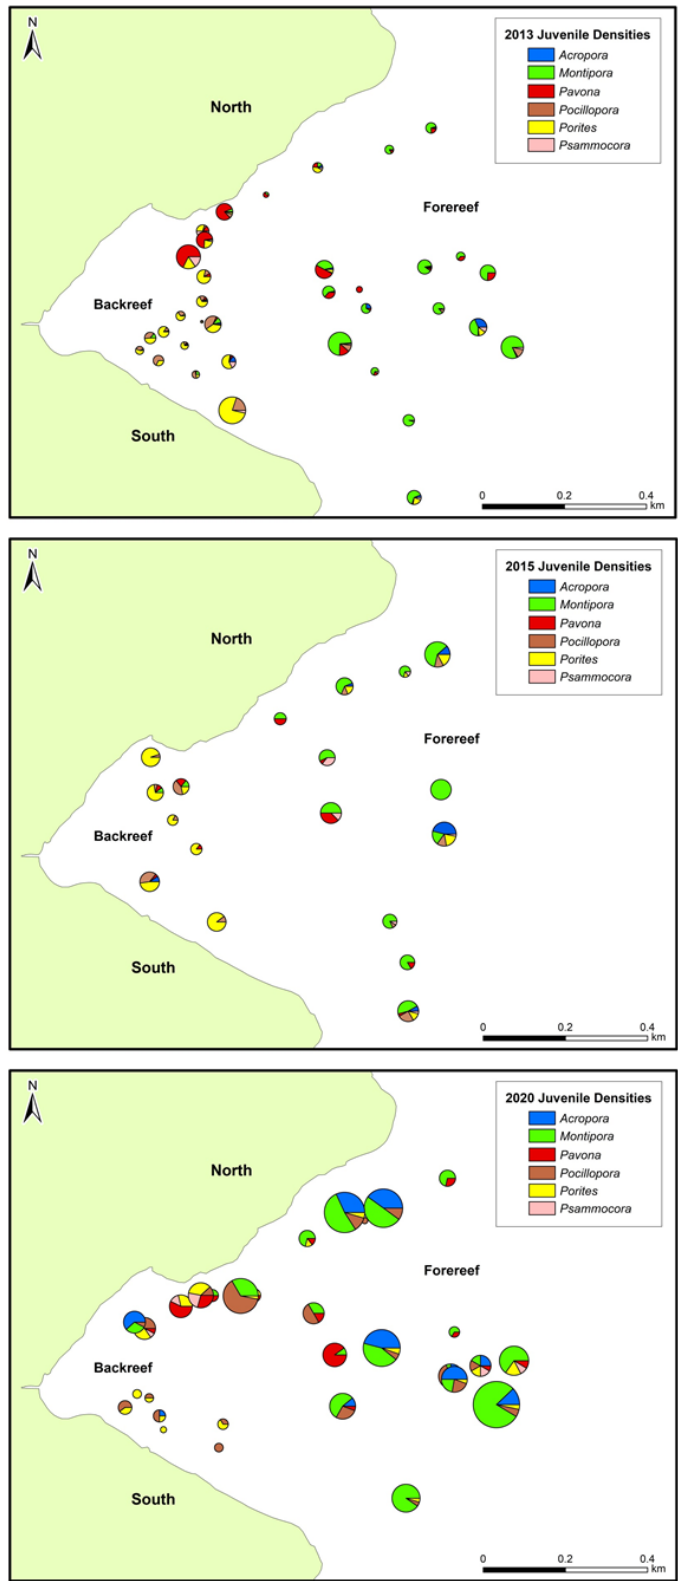 N
2013 Juvenile Densities
Acropora
Montipora
Pavona
Pocillopora
Porites
Psammocora
North
Forereef
Backreef
South
0 0.2 0.4
km
N
2015 Juvenile Densities
Acropora
Montipora
Pavona
Pocillopora
Porites
Psammocora
North
Forereef
Backreef
South
0 0.2 0.4
km
N
2020 Juvenile Densities
Acropora
Montipora
Pavona
Pocillopora
Porites
Psammocora
North
Forereef
Backreef
South
0 0.2 0.4
km